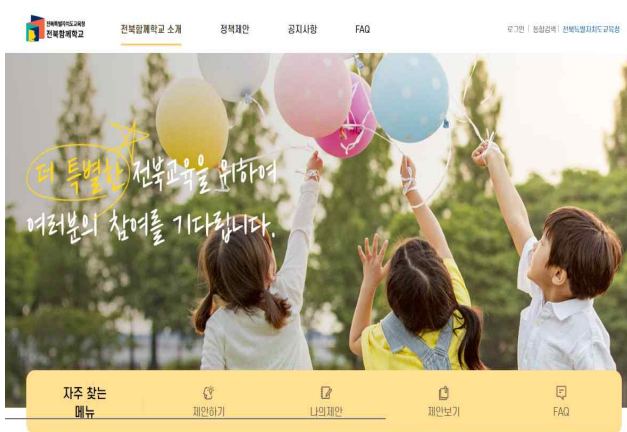 전북특별자치도교육청
전북함께학교
전북함께학교 소개
정책제안
공지사항
FAQ
로그인 | 통합검색 | 전북특별자치도교육청
더 특별한 전북교육을 위하여
여러분의 참여를 기다립니다.
자주 찾는
메뉴
제안하기
나의제안
제안보기
FAQ